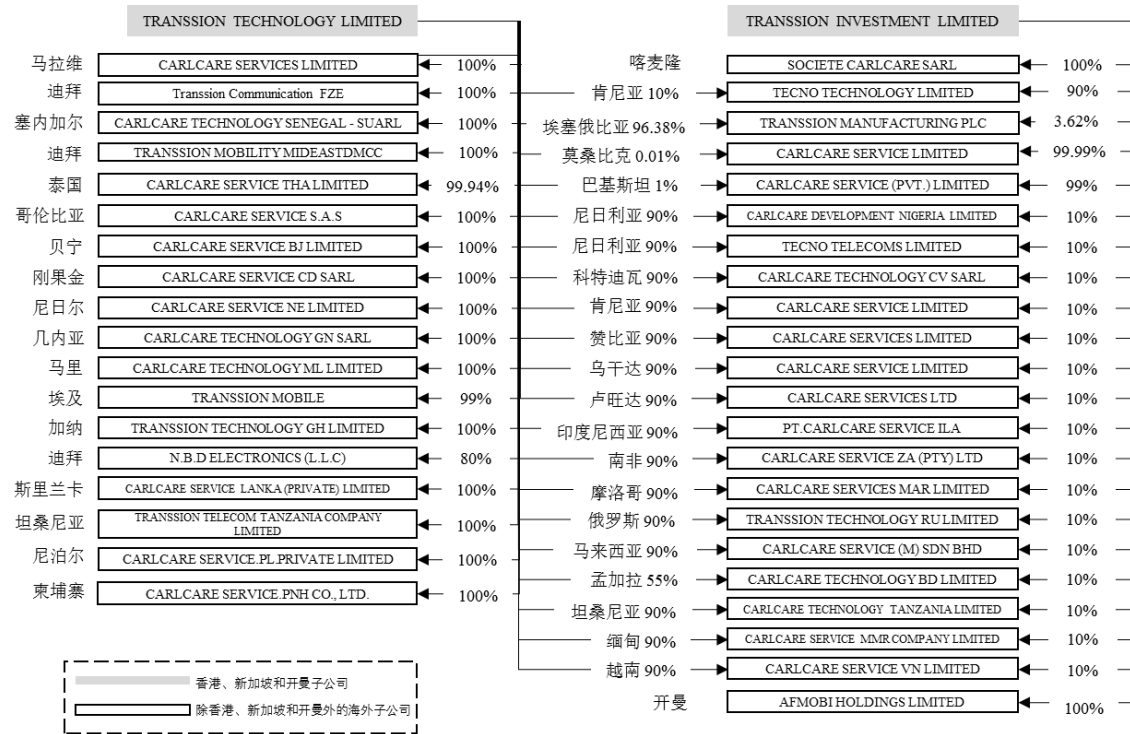 TRANSSION TECHNOLOGY LIMITED
TRANSSION INVESTMENT LIMITED
马拉维 CARLCARE SERVICES LIMITED 100%
迪拜 Transsion Communication FZE 100%
塞内加尔 CARLCARE TECHNOLOGY SENEGAL - SUARL 100%
迪拜 TRANSSION MOBILITY MIDEASTDMCC 100%
泰国 CARLCARE SERVICE THA LIMITED 99.94%
哥伦比亚 CARLCARE SERVICE S.A.S 100%
贝宁 CARLCARE SERVICE BJ LIMITED 100%
刚果金 CARLCARE SERVICE CD SARL 100%
尼日尔 CARLCARE SERVICE NE LIMITED 100%
几内亚 CARLCARE TECHNOLOGY GN SARL 100%
马里 CARLCARE TECHNOLOGY ML LIMITED 100%
埃及 TRANSSION MOBILE 99%
加纳 TRANSSION TECHNOLOGY GH LIMITED 100%
迪拜 N.B.D ELECTRONICS (L.L.C) 80%
斯里兰卡 CARLCARE SERVICE LANKA (PRIVATE) LIMITED 100%
坦桑尼亚 TRANSSION TELECOM TANZANIA COMPANY
LIMITED 100%
尼泊尔 CARLCARE SERVICE.PL.PRIVATE LIMITED 100%
柬埔寨 CARLCARE SERVICE.PNH CO., LTD. 100%
喀麦隆 SOCIETE CARLCARE SARL 100%
肯尼亚 10% TECNO TECHNOLOGY LIMITED 90%
埃塞俄比亚 96.38% TRANSSION MANUFACTURING PLC 3.62%
莫桑比克 0.01% CARLCARE SERVICE LIMITED 99.99%
巴基斯坦 1% CARLCARE SERVICE (PVT.) LIMITED 99%
尼日利亚 90% CARLCARE DEVELOPMENT NIGERIA LIMITED 10%
尼日利亚 90% TECNO TELECOMS LIMITED 10%
科特迪瓦 90% CARLCARE TECHNOLOGY CV SARL 10%
肯尼亚 90% CARLCARE SERVICE LIMITED 10%
赞比亚 90% CARLCARE SERVICES LIMITED 10%
乌干达 90% CARLCARE SERVICE LIMITED 10%
卢旺达 90% CARLCARE SERVICES LTD 10%
印度尼西亚 90% PT.CARLCARE SERVICE ILA 10%
南非 90% CARLCARE SERVICE ZA (PTY) LTD 10%
摩洛哥 90% CARLCARE SERVICES MAR LIMITED 10%
俄罗斯 90% TRANSSION TECHNOLOGY RU LIMITED 10%
马来西亚 90% CARLCARE SERVICE (M) SDN BHD 10%
孟加拉 55% CARLCARE TECHNOLOGY BD LIMITED 10%
坦桑尼亚 90% CARLCARE TECHNOLOGY TANZANIA LIMITED 10%
缅甸 90% CARLCARE SERVICE MMR COMPANY LIMITED 10%
越南 90% CARLCARE SERVICE VN LIMITED 10%
开曼 AFMOBI HOLDINGS LIMITED 100%
香港、新加坡和开曼子公司
除香港、新加坡和开曼外的海外子公司